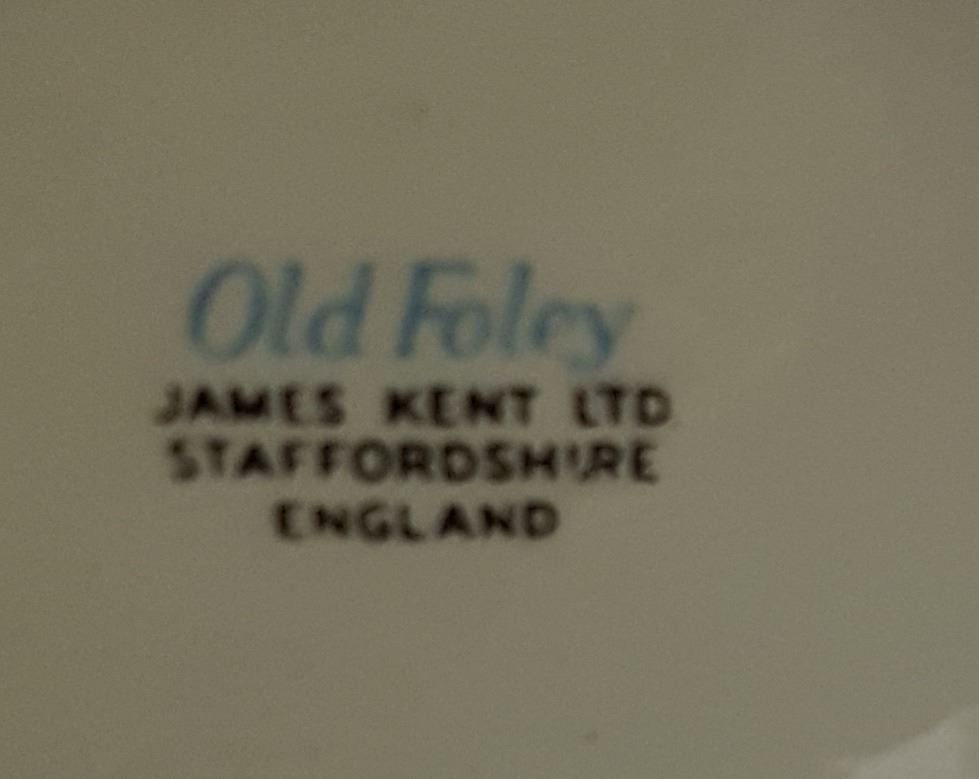 Old Foley
JAMES KENT LTD
STAFFORDSHIRE
ENGLAND